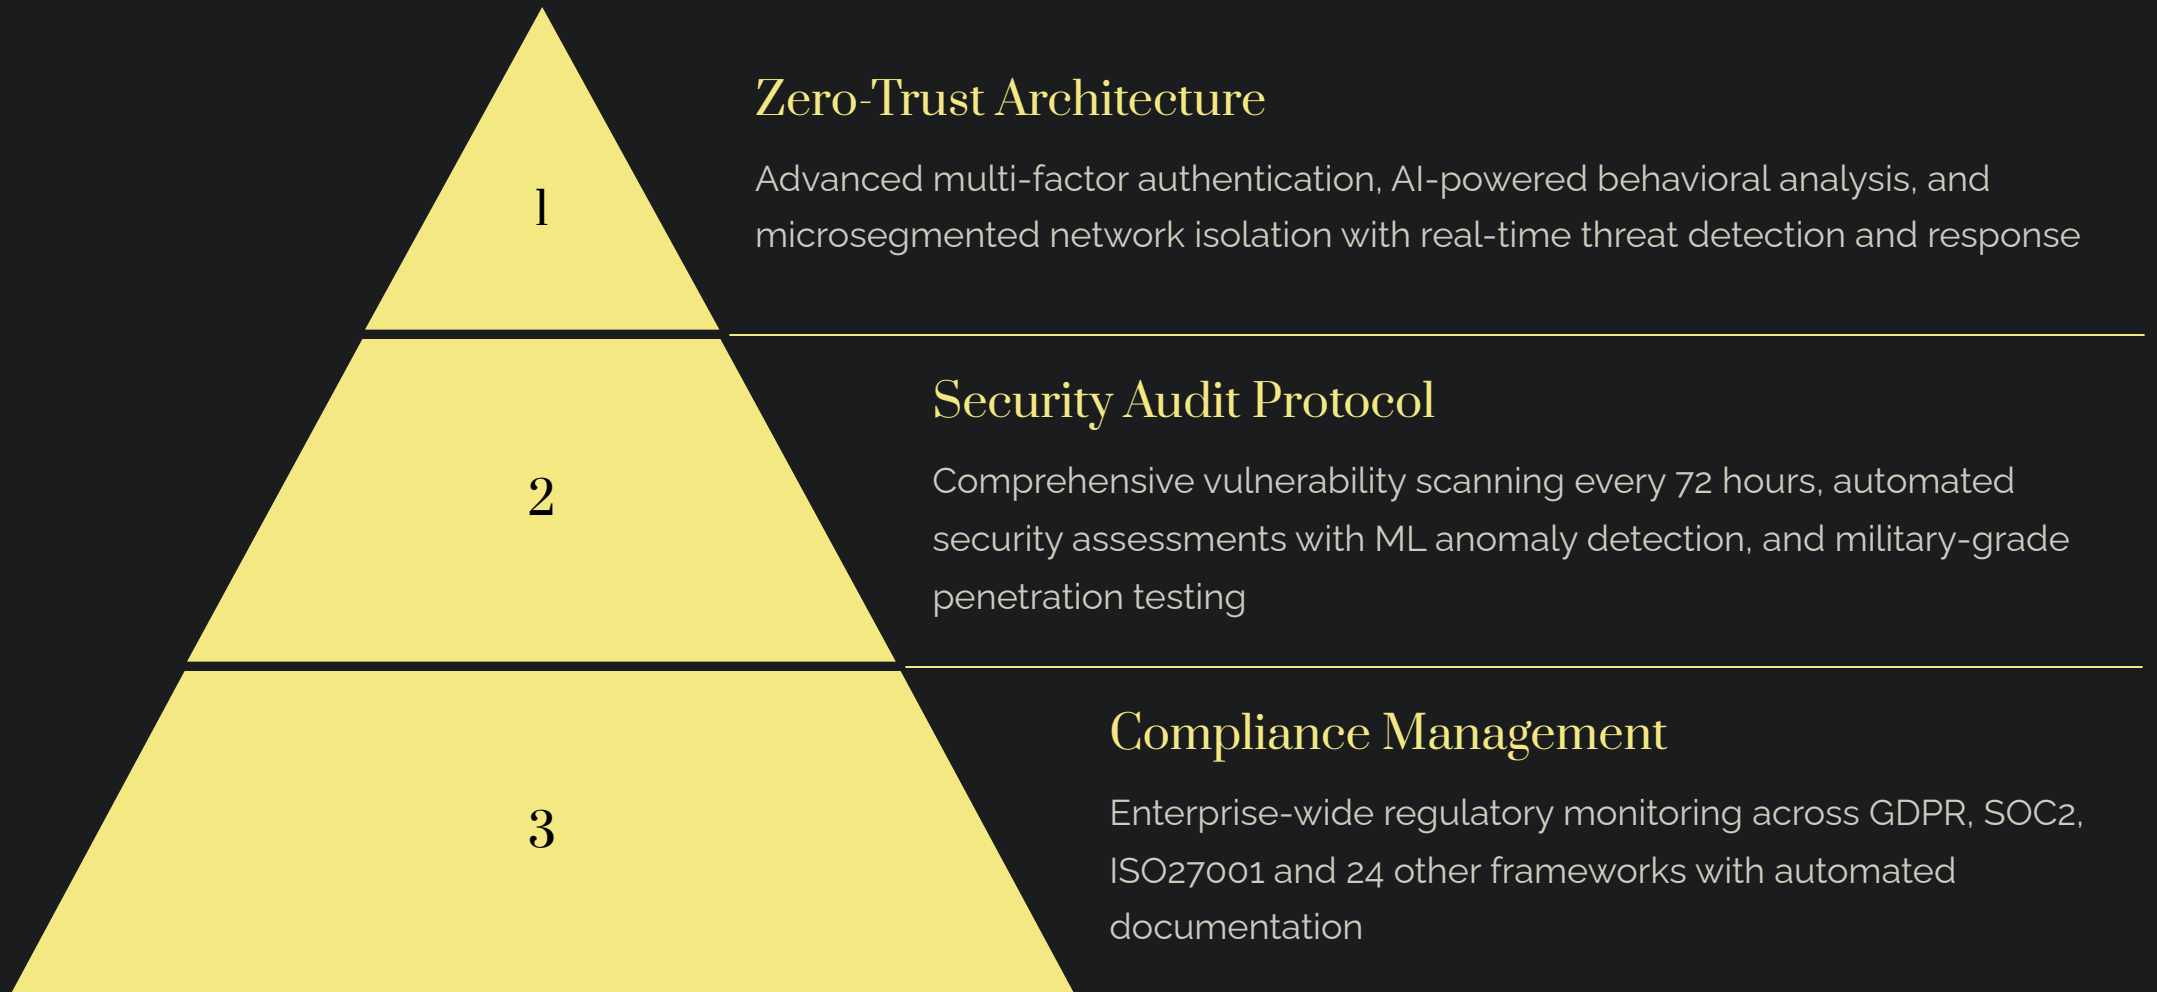 1
Zero-Trust Architecture
Advanced multi-factor authentication, AI-powered behavioral analysis, and
microsegmented network isolation with real-time threat detection and response
2
Security Audit Protocol
Comprehensive vulnerability scanning every 72 hours, automated
security assessments with ML anomaly detection, and military-grade
penetration testing
3
Compliance Management
Enterprise-wide regulatory monitoring across GDPR, SOC2,
ISO27001 and 24 other frameworks with automated
documentation